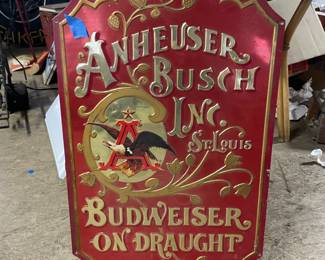 ANHEUSER
BUSCH
INC.
ST. LOUIS
A
BUDWEISER
ON DRAUGHT